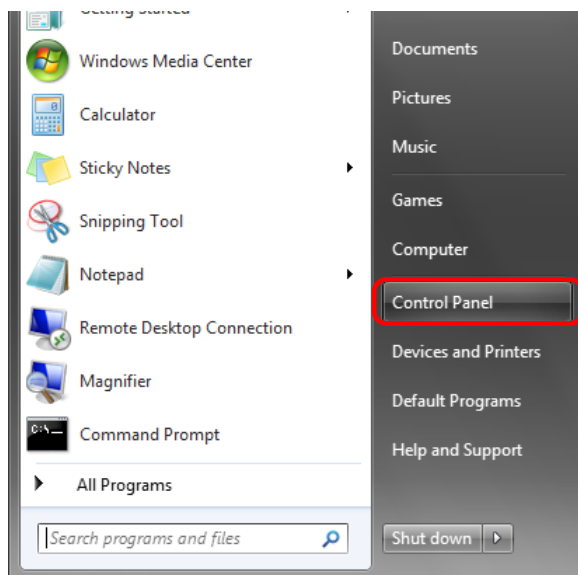 Getting Started
Windows Media Center
Calculator
Sticky Notes
Snipping Tool
Notepad
Remote Desktop Connection
Magnifier
C:\
Command Prompt
All Programs
Search programs and files
Documents
Pictures
Music
Games
Computer
Control Panel
Devices and Printers
Default Programs
Help and Support
Shut down